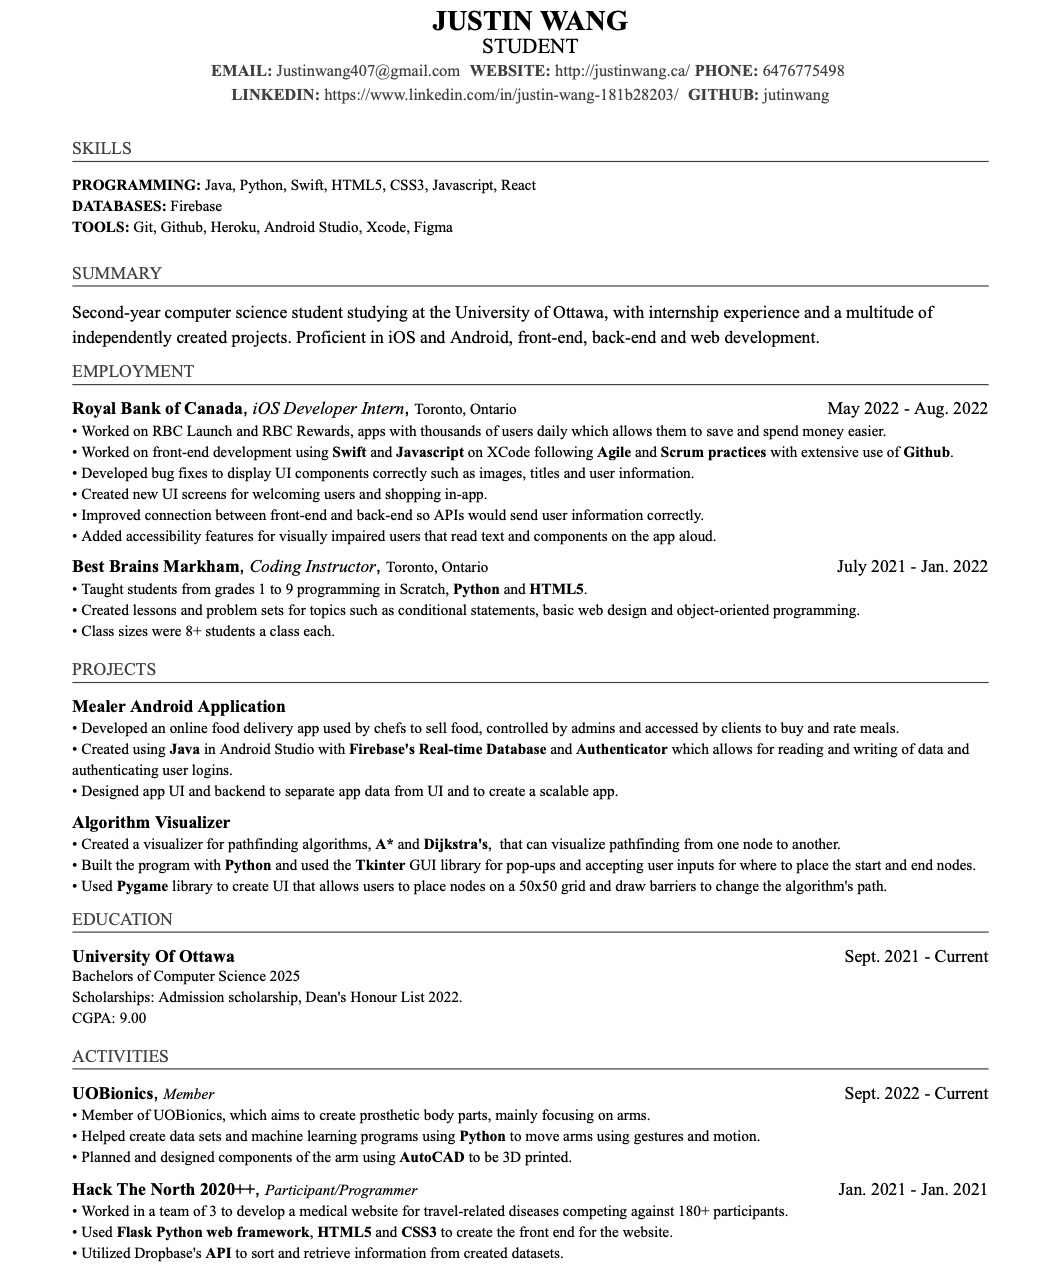 JUSTIN WANG
STUDENT
EMAIL: Justinwang407@gmail.com WEBSITE: http://justinwang.ca/ PHONE: 6476775498
LINKEDIN: https://www.linkedin.com/in/justin-wang-181b28203/ GITHUB: jutinwang
SKILLS
PROGRAMMING: Java, Python, Swift, HTML5, CSS3, Javascript, React
DATABASES: Firebase
TOOLS: Git, Github, Heroku, Android Studio, Xcode, Figma
SUMMARY
Second-year computer science student studying at the University of Ottawa, with internship experience and a multitude of
independently created projects. Proficient in iOS and Android, front-end, back-end and web development.
EMPLOYMENT
Royal Bank of Canada, iOS Developer Intern, Toronto, Ontario May 2022 - Aug. 2022
• Worked on RBC Launch and RBC Rewards, apps with thousands of users daily which allows them to save and spend money easier.
• Worked on front-end development using Swift and Javascript on XCode following Agile and Scrum practices with extensive use of Github.
• Developed bug fixes to display UI components correctly such as images, titles and user information.
• Created new UI screens for welcoming users and shopping in-app.
• Improved connection between front-end and back-end so APIs would send user information correctly.
• Added accessibility features for visually impaired users that read text and components on the app aloud.
Best Brains Markham, Coding Instructor, Toronto, Ontario July 2021 - Jan. 2022
• Taught students from grades 1 to 9 programming in Scratch, Python and HTML5.
• Created lessons and problem sets for topics such as conditional statements, basic web design and object-oriented programming.
• Class sizes were 8+ students a class each.
PROJECTS
Mealer Android Application
• Developed an online food delivery app used by chefs to sell food, controlled by admins and accessed by clients to buy and rate meals.
• Created using Java in Android Studio with Firebase's Real-time Database and Authenticator which allows for reading and writing of data and
authenticating user logins.
• Designed app UI and backend to separate app data from UI and to create a scalable app.
Algorithm Visualizer
• Created a visualizer for pathfinding algorithms, A* and Dijkstra's, that can visualize pathfinding from one node to another.
• Built the program with Python and used the Tkinter GUI library for pop-ups and accepting user inputs for where to place the start and end nodes.
• Used Pygame library to create UI that allows users to place nodes on a 50x50 grid and draw barriers to change the algorithm's path.
EDUCATION
University Of Ottawa Sept. 2021 - Current
Bachelors of Computer Science 2025
Scholarships: Admission scholarship, Dean's Honour List 2022.
CGPA: 9.00
ACTIVITIES
UOBionics, Member Sept. 2022 - Current
• Member of UOBionics, which aims to create prosthetic body parts, mainly focusing on arms.
• Helped create data sets and machine learning programs using Python to move arms using gestures and motion.
• Planned and designed components of the arm using AutoCAD to be 3D printed.
Hack The North 2020++, Participant/Programmer Jan. 2021 - Jan. 2021
• Worked in a team of 3 to develop a medical website for travel-related diseases competing against 180+ participants.
• Used Flask Python web framework, HTML5 and CSS3 to create the front end for the website.
• Utilized Dropbase's API to sort and retrieve information from created datasets.